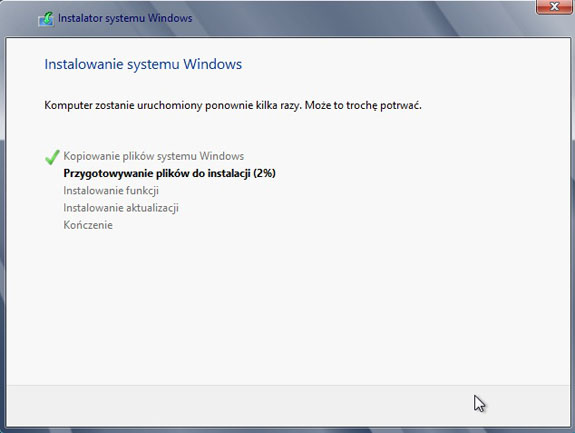 Instalator systemu Windows
Instalowanie systemu Windows
Komputer zostanie uruchomiony ponownie kilka razy. Może to trochę potrwać.
Kopiowanie plików systemu Windows
Przygotowywanie plików do instalacji (2%)
Instalowanie funkcji
Instalowanie aktualizacji
Kończenie